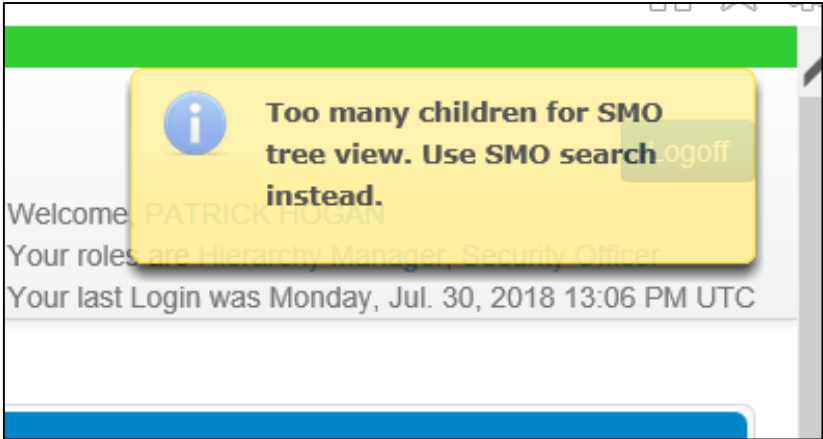 Too many children for SMO
tree view. Use SMO search
instead.
Logoff
Welcome, PATRICK HOGAN
Your roles are Hierarchy Manager, Security Officer
Your last Login was Monday, Jul. 30, 2018 13:06 PM UTC